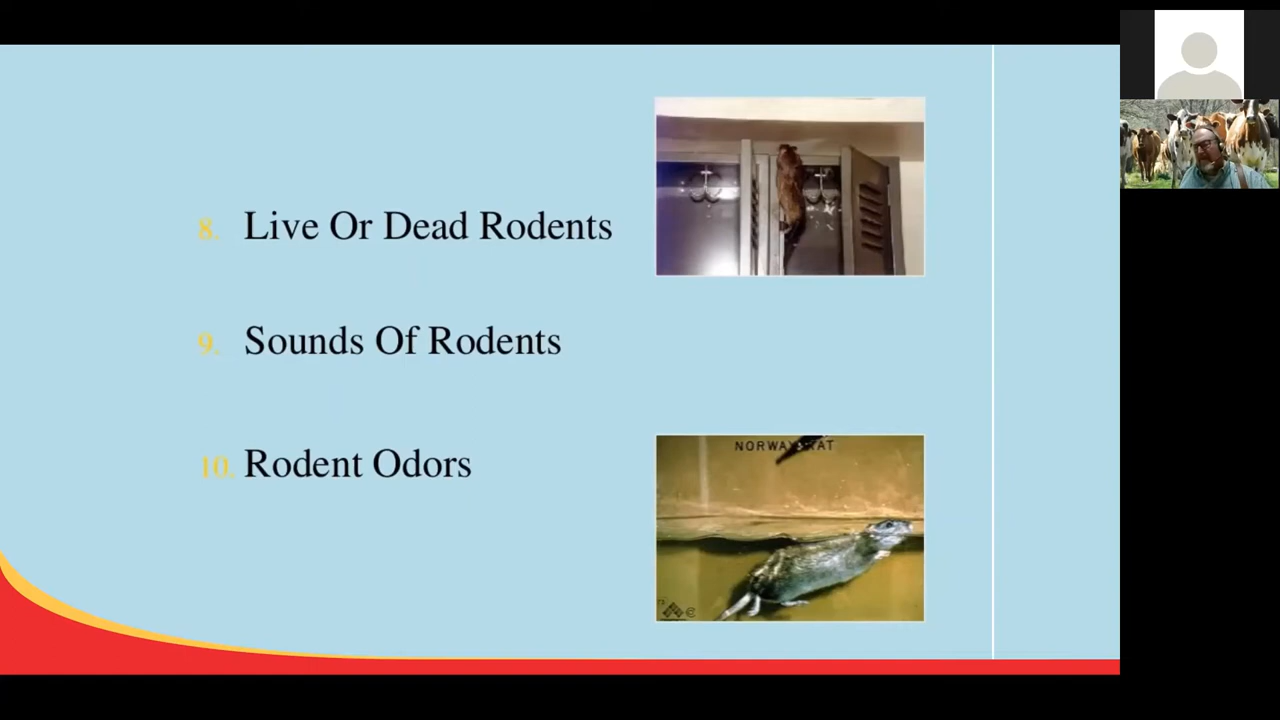 8. Live Or Dead Rodents
9. Sounds Of Rodents
10. Rodent Odors
NORWAY RAT